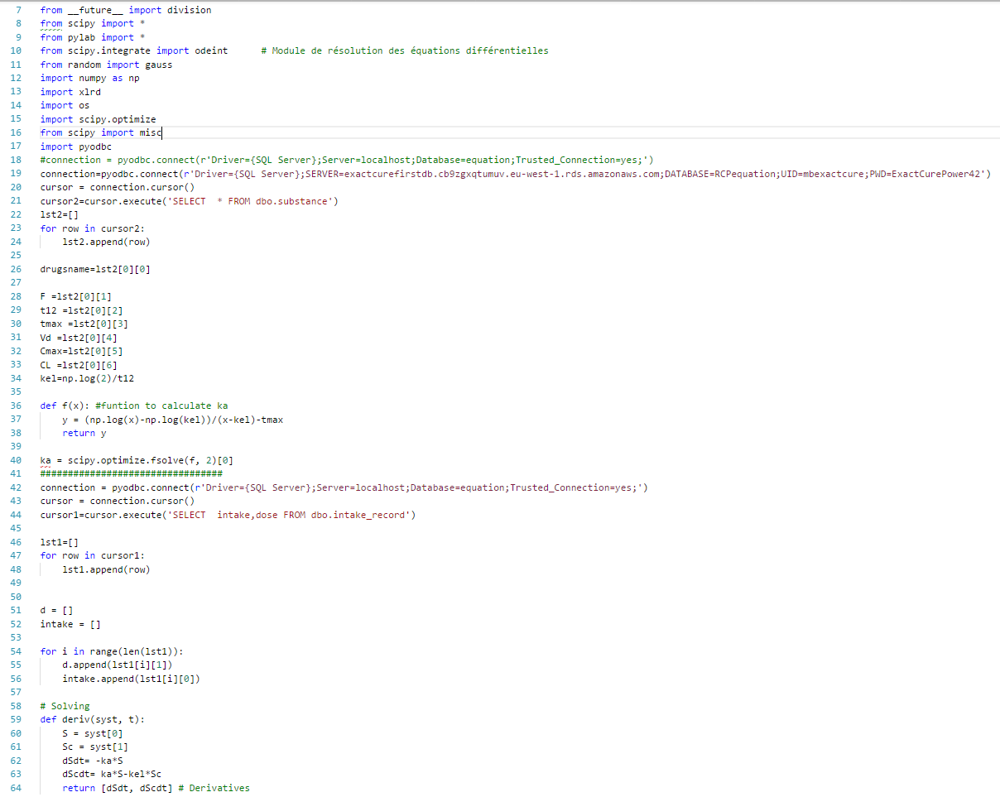 7 from __future__ import division
8 from scipy import *
9 from pylab import *
10 from scipy.integrate import odeint # Module de résolution des équations différentielles
11 from random import gauss
12 import numpy as np
13 import xlrd
14 import os
15 import scipy.optimize
16 from scipy import misc
17 import pyodbc
18 #connection = pyodbc.connect(r'Driver={SQL Server};Server=localhost;Database=equation;Trusted_Connection=yes;')
19 connection=pyodbc.connect(r'Driver={SQL Server};SERVER=exactcurefirstdb.cb9zgxqtumuv.eu-west-1.rds.amazonaws.com;DATABASE=RCPequation;UID=mbexactcure;PWD=ExactCurePower42')
20 cursor = connection.cursor()
21 cursor2=cursor.execute('SELECT  * FROM dbo.substance')
22 lst2=[]
23 for row in cursor2:
24     lst2.append(row)
25
26 drugsname=lst2[0][0]
27
28 F =lst2[0][1]
29 t12 =lst2[0][2]
30 tmax =lst2[0][3]
31 Vd =lst2[0][4]
32 Cmax=lst2[0][5]
33 CL =lst2[0][6]
34 kel=np.log(2)/t12
35
36 def f(x): #funtion to calculate ka
37     y = (np.log(x)-np.log(kel))/(x-kel)-tmax
38     return y
39
40 ka = scipy.optimize.fsolve(f, 2)[0]
41 #################################
42 connection = pyodbc.connect(r'Driver={SQL Server};Server=localhost;Database=equation;Trusted_Connection=yes;')
43 cursor = connection.cursor()
44 cursor1=cursor.execute('SELECT  intake,dose FROM dbo.intake_record')
45
46 lst1=[]
47 for row in cursor1:
48     lst1.append(row)
49
50
51 d = []
52 intake = []
53
54 for i in range(len(lst1)):
55     d.append(lst1[i][1])
56     intake.append(lst1[i][0])
57
58 # Solving
59 def deriv(syst, t):
60     S = syst[0]
61     Sc = syst[1]
62     dSdt= -ka*S
63     dScdt= ka*S-kel*Sc
64     return [dSdt, dScdt] # Derivatives